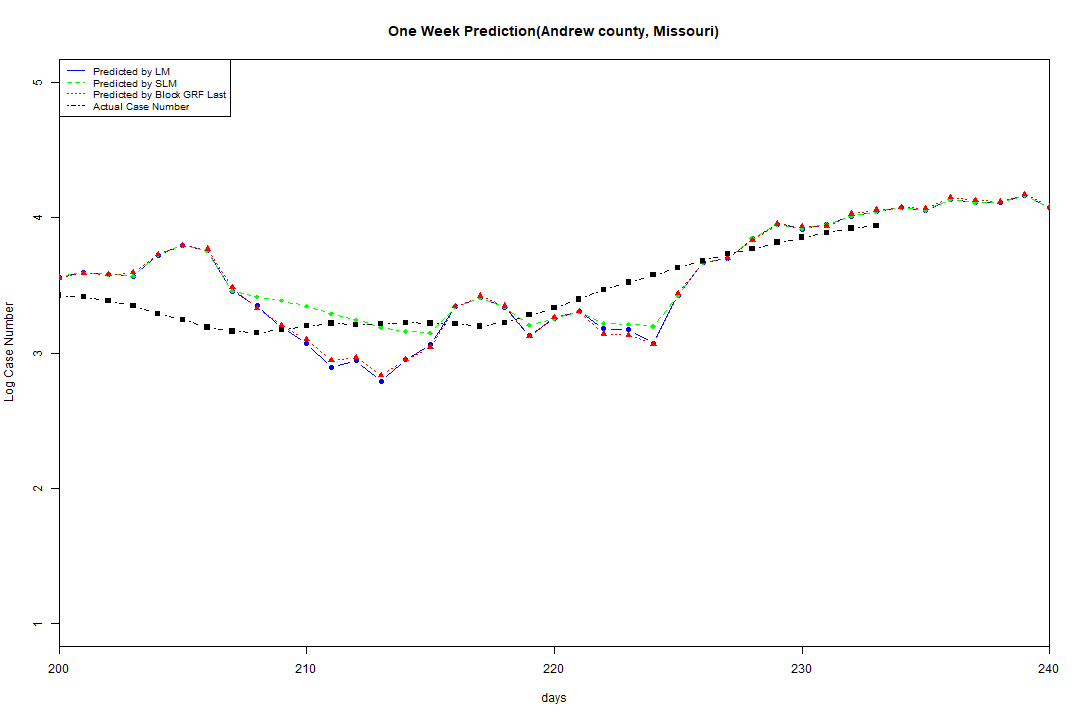 One Week Prediction(Andrew county, Missouri)
Predicted by LM
Predicted by SLM
Predicted by Block GRF Last
Actual Case Number
5
4
3
2
1
Log Case Number
200
210
220
230
240
days